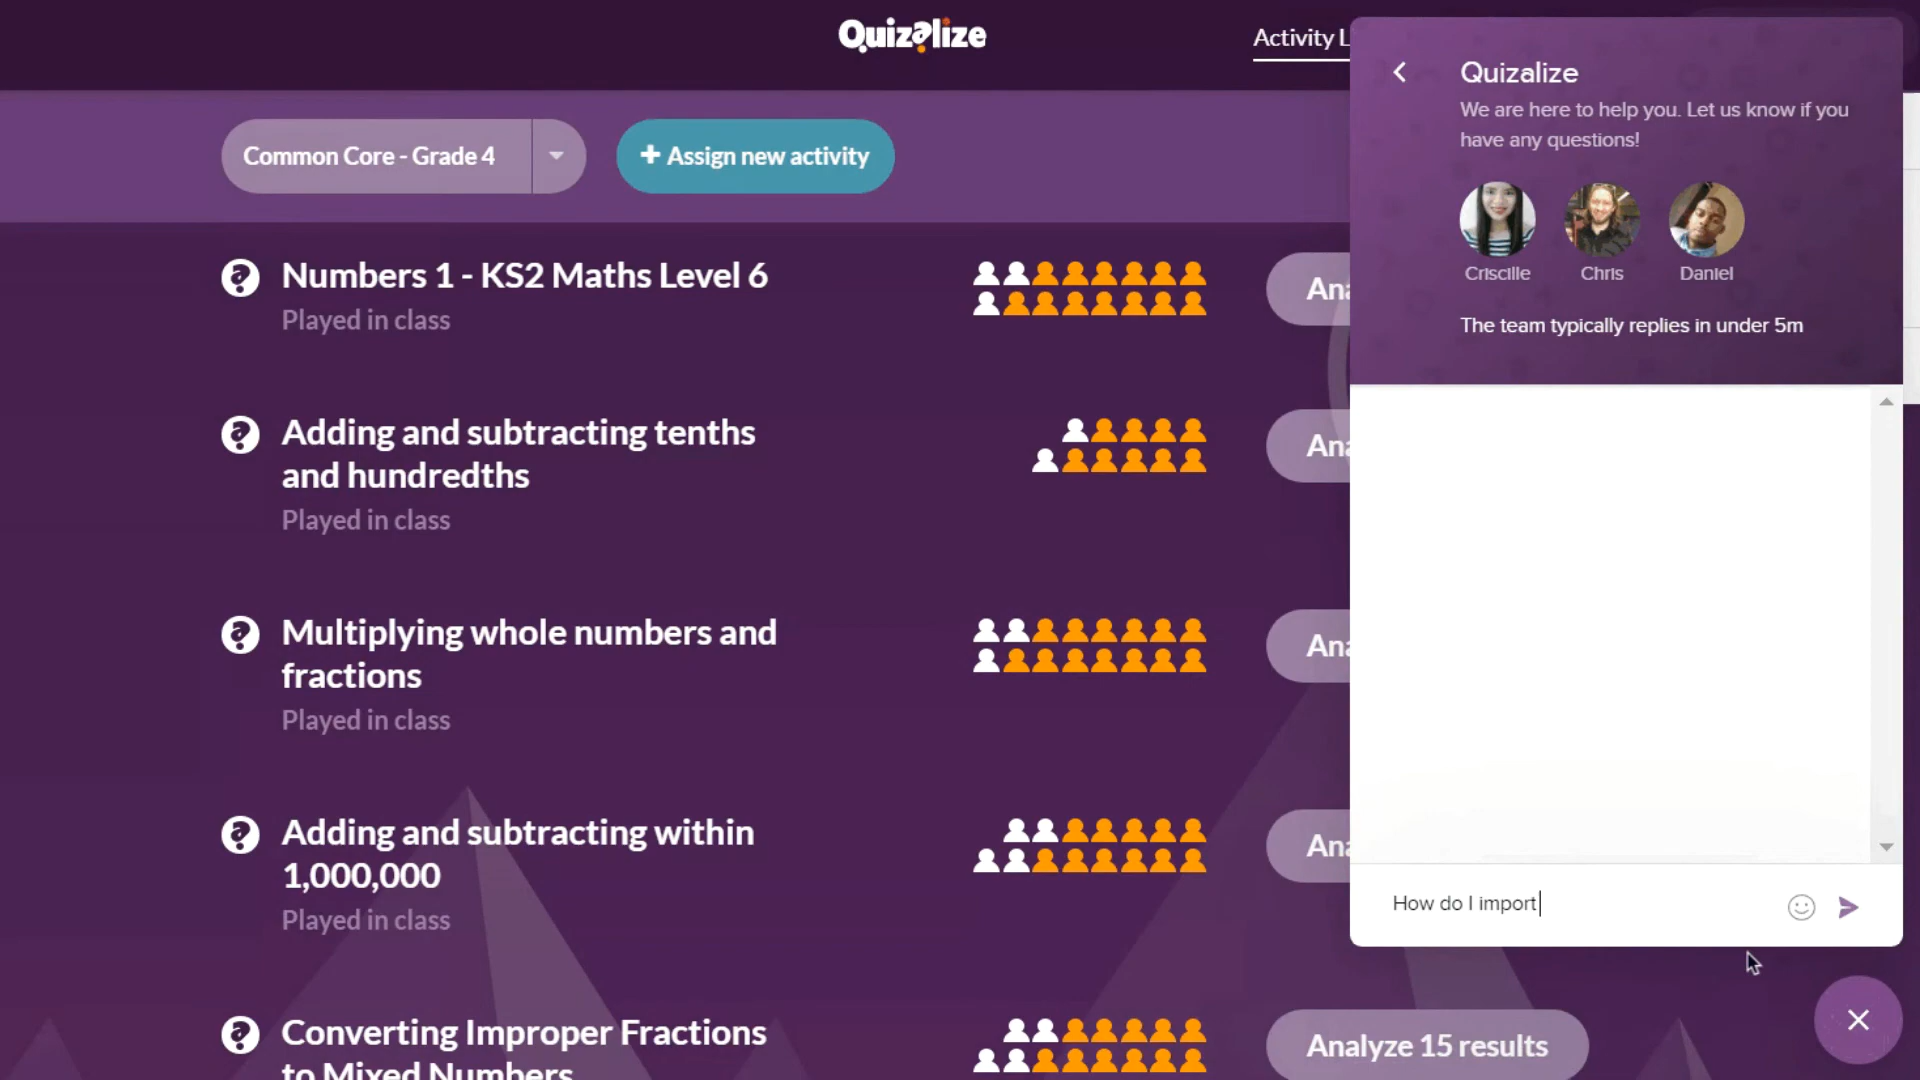 Quizalize
Activity L
Common Core - Grade 4
+ Assign new activity
Numbers 1 - KS2 Maths Level 6
Played in class
Ana
Adding and subtracting tenths
and hundredths
Played in class
Ana
Multiplying whole numbers and
fractions
Played in class
Ana
Adding and subtracting within
1,000,000
Played in class
Ana
Converting Improper Fractions
to Mixed Numbers
Analyze 15 results
Quizalize
We are here to help you. Let us know if you
have any questions!
Criscille
Chris
Daniel
The team typically replies in under 5m
How do I import